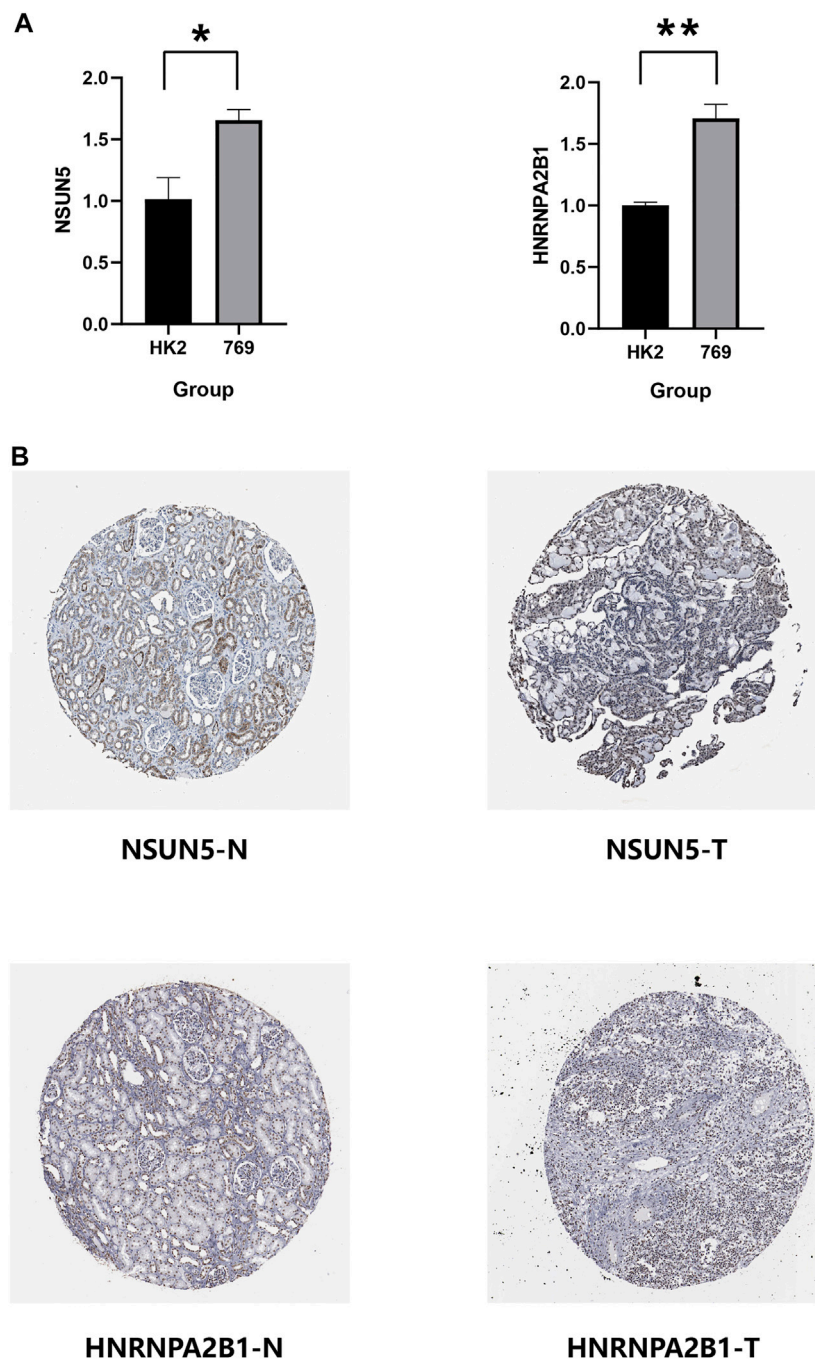 A
*
**
2.0
1.5
1.0
0.5
0.0
NSUN5
HK2
769
Group
2.0
1.5
1.0
0.5
0.0
HNRNPA2B1
HK2
769
Group
B
NSUN5-N
NSUN5-T
HNRNPA2B1-N
HNRNPA2B1-T